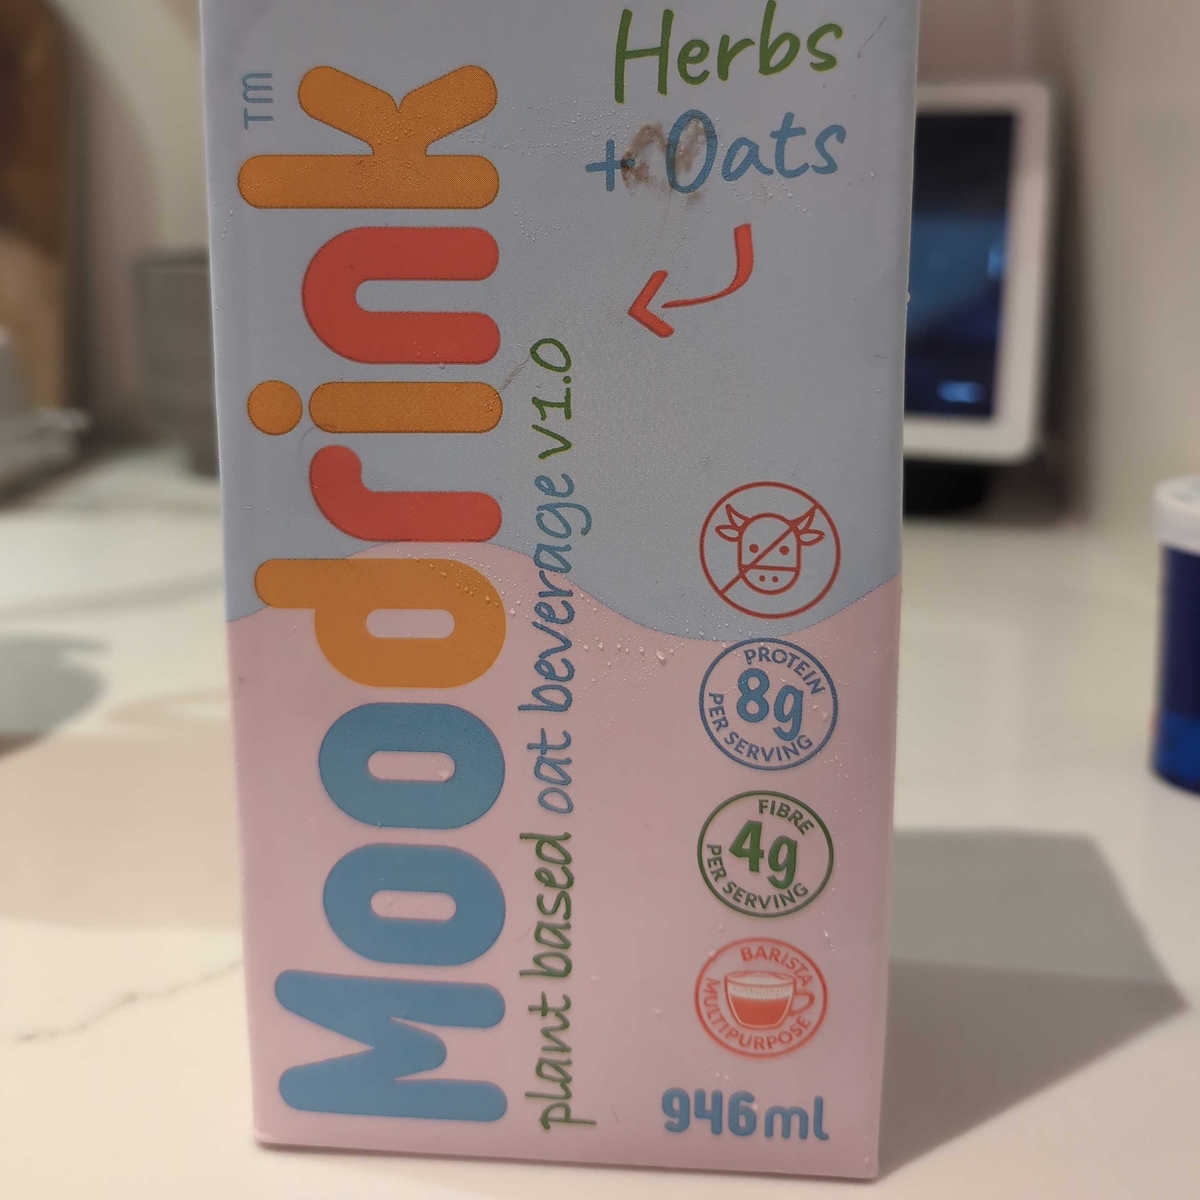 Herbs
+ Oats
Moodrink™
plant based oat beverage v1.0
PROTEIN
8g
PER SERVING
FIBRE
4g
PER SERVING
BARISTA
MULTIPURPOSE
946ml